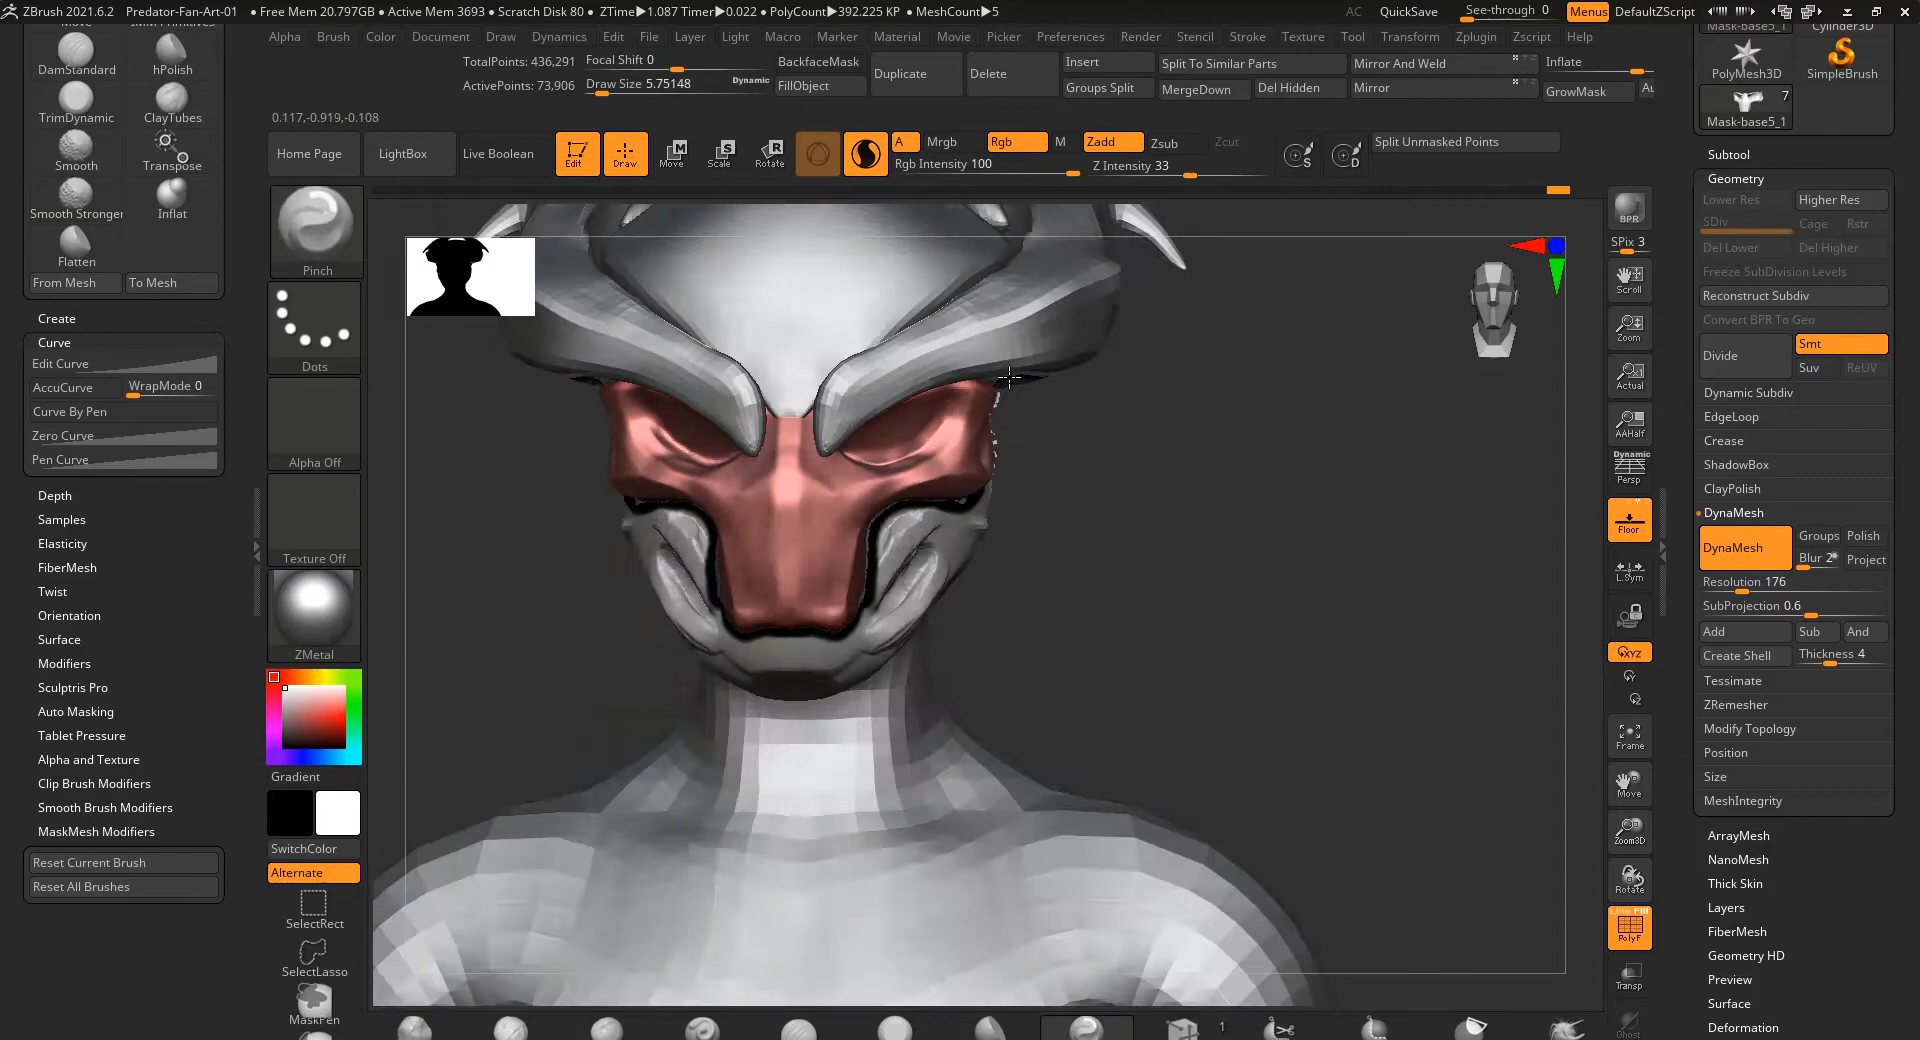 ZBrush 2021.6.2 Predator-Fan-Art-01 • Free Mem 20.797GB • Active Mem 3693 • Scratch Disk 80 • ZTime▶1.087 Timer▶0.022 • PolyCount▶392.225 KP • MeshCount▶5 AC QuickSave See-through 0 Menus DefaultZScript
Alpha Brush Color Document Draw Dynamics Edit File Layer Light Macro Marker Material Movie Picker Preferences Render Stencil Stroke Texture Tool Transform Zplugin Zscript Help
TotalPoints: 436,291 Focal Shift 0 BackfaceMask Duplicate Delete Insert Split To Similar Parts Mirror And Weld Inflate
ActivePoints: 73,906 Draw Size 5.75148 Dynamic FillObject Groups Split MergeDown Del Hidden Mirror GrowMask
0.117,-0.919,-0.108
Home Page LightBox Live Boolean Edit Draw Move Scale Rotate A Mrgb Rgb M Zadd Zsub Zcut Split Unmasked Points
Rgb Intensity 100 Z Intensity 33
DamStandard hPolish
TrimDynamic ClayTubes
Smooth Transpose
Smooth Stronger Inflat
Flatten
From Mesh To Mesh
Create
Curve
Edit Curve
AccuCurve WrapMode 0
Curve By Pen
Zero Curve
Pen Curve
Depth
Samples
Elasticity
FiberMesh
Twist
Orientation
Surface
Modifiers
Sculptris Pro
Auto Masking
Tablet Pressure
Alpha and Texture
Clip Brush Modifiers
Smooth Brush Modifiers
MaskMesh Modifiers
Reset Current Brush
Reset All Brushes
Pinch
Dots
Alpha Off
Texture Off
ZMetal
Gradient
SwitchColor
Alternate
SelectRect
SelectLasso
MaskPen
1
BPR
SPix 3
Scroll
Zoom
Actual
AAHalf
Dynamic
Persp
Floor
L.Sym
XYZ
Y
Z
Frame
Move
Zoom3D
Rotate
Line Fill
PolyF
Transp
Ghost
Mask-base5_1 Cylinder3D
PolyMesh3D SimpleBrush
7
Mask-base5_1
Subtool
Geometry
Lower Res Higher Res
SDiv Cage Rstr
Del Lower Del Higher
Freeze SubDivision Levels
Reconstruct Subdiv
Convert BPR To Geo
Divide Smt
Suv ReUV
Dynamic Subdiv
EdgeLoop
Crease
ShadowBox
ClayPolish
DynaMesh
DynaMesh Groups Polish
Blur 2 Project
Resolution 176
SubProjection 0.6
Add Sub And
Create Shell Thickness 4
Tessimate
ZRemesher
Modify Topology
Position
Size
MeshIntegrity
ArrayMesh
NanoMesh
Thick Skin
Layers
FiberMesh
Geometry HD
Preview
Surface
Deformation